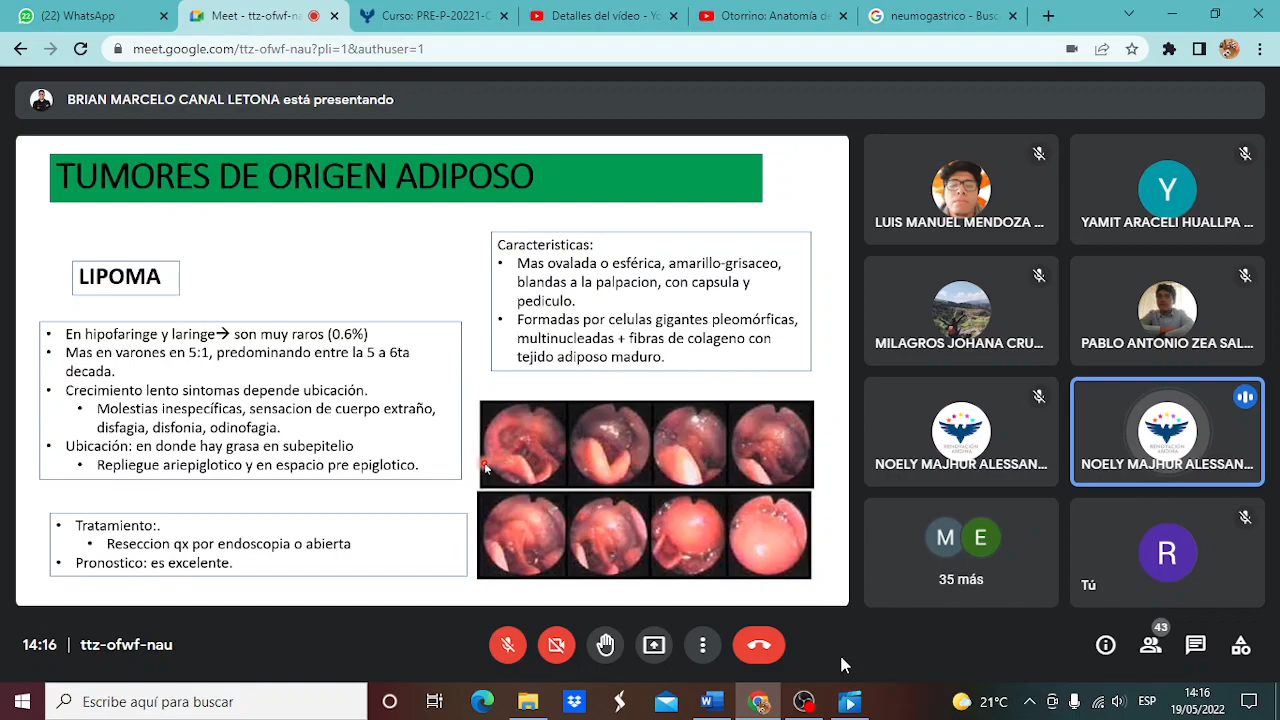 (22) WhatsApp
Meet - ttz-ofwf-na
Curso: PRE-P-20221-C
Detalles del vídeo - Yo
Otorrino: Anatomía de
neumogastrico - Busc
meet.google.com/ttz-ofwf-nau?pli=1&authuser=1
BRIAN MARCELO CANAL LETONA está presentando
TUMORES DE ORIGEN ADIPOSO
LIPOMA
• En hipofaringe y laringe→ son muy raros (0.6%)
• Mas en varones en 5:1, predominando entre la 5 a 6ta
decada.
• Crecimiento lento sintomas depende ubicación.
• Molestias inespecíficas, sensacion de cuerpo extraño,
disfagia, disfonia, odinofagia.
• Ubicación: en donde hay grasa en subepitelio
• Repliegue ariepiglotico y en espacio pre epiglotico.
• Tratamiento:.
• Reseccion qx por endoscopia o abierta
• Pronostico: es excelente.
Caracteristicas:
• Mas ovalada o esférica, amarillo-grisaceo,
blandas a la palpacion, con capsula y
pediculo.
• Formadas por celulas gigantes pleomórficas,
multinucleadas + fibras de colageno con
tejido adiposo maduro.
LUIS MANUEL MENDOZA ...
Y
YAMIT ARACELI HUALLPA ...
MILAGROS JOHANA CRU...
PABLO ANTONIO ZEA SAL...
RENOVACIÓN
ANDINA
NOELY MAJHUR ALESSAN...
RENOVACIÓN
ANDINA
NOELY MAJHUR ALESSAN...
M E
35 más
R
Tú
14:16 | ttz-ofwf-nau
43
Escribe aquí para buscar
21°C
ESP
14:16
19/05/2022